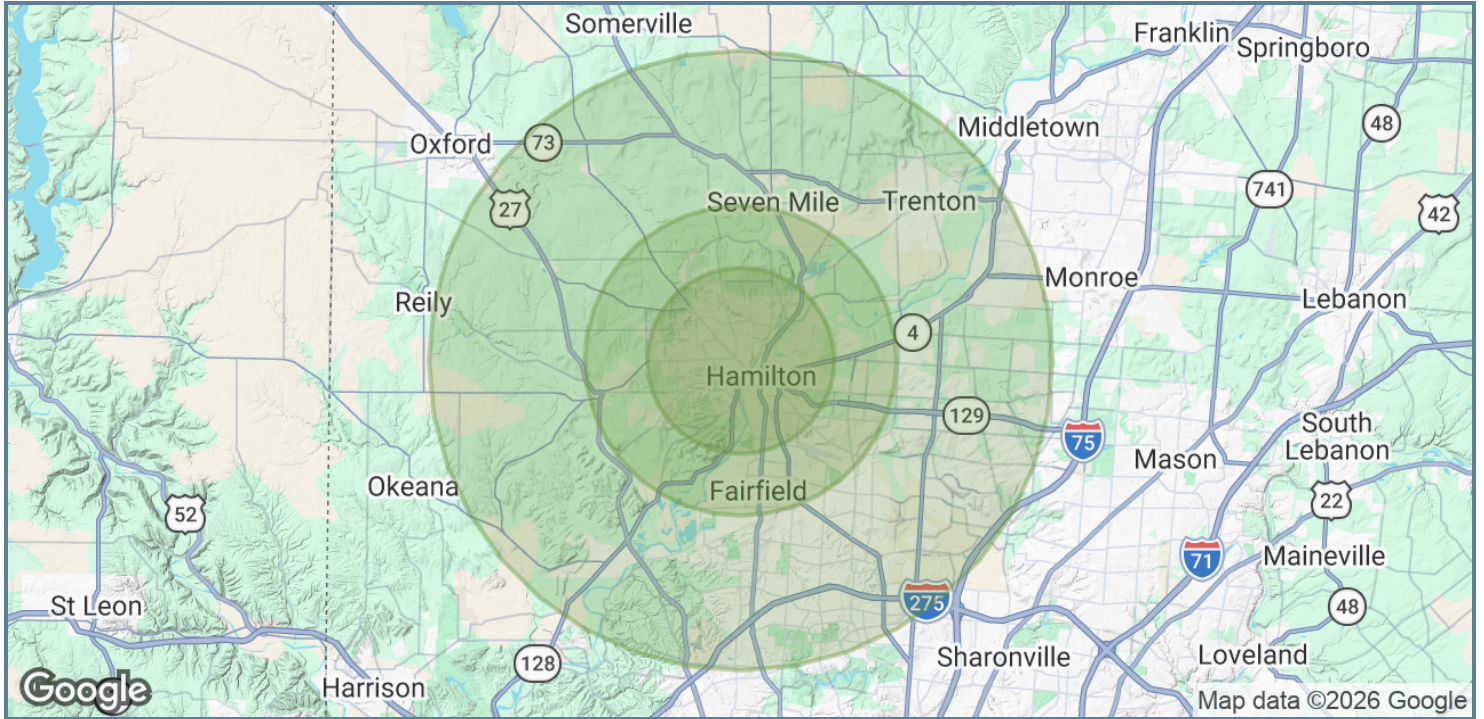 Somerville
Franklin
Springboro
Middletown
48
Oxford
73
741
27
Seven Mile
Trenton
42
Monroe
Reily
Lebanon
4
Hamilton
129
75
South
Lebanon
Mason
Okeana
Fairfield
22
52
71
Maineville
St Leon
275
48
128
Sharonville
Loveland
Harrison
Google
Map data ©2026 Google